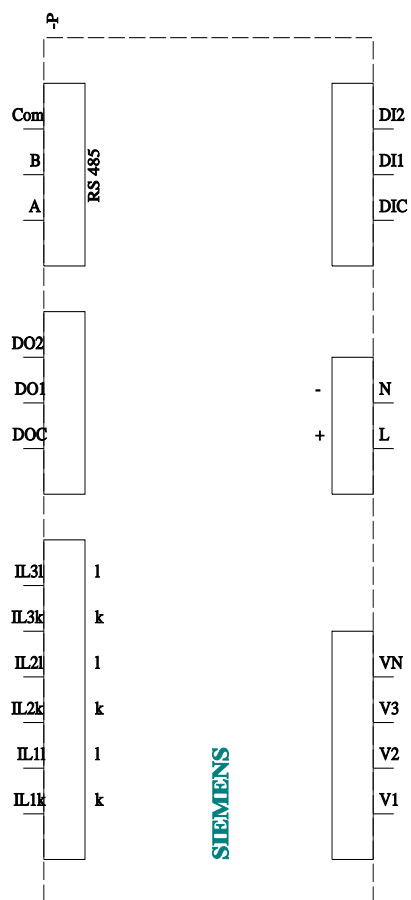 -P
Com DI2
B DI1
RS 485
A DIC
DO2
DO1 - N
DOC + L
IL3l l
IL3k k
IL2l l VN
IL2k k V3
IL1l l V2
IL1k k V1
SIEMENS